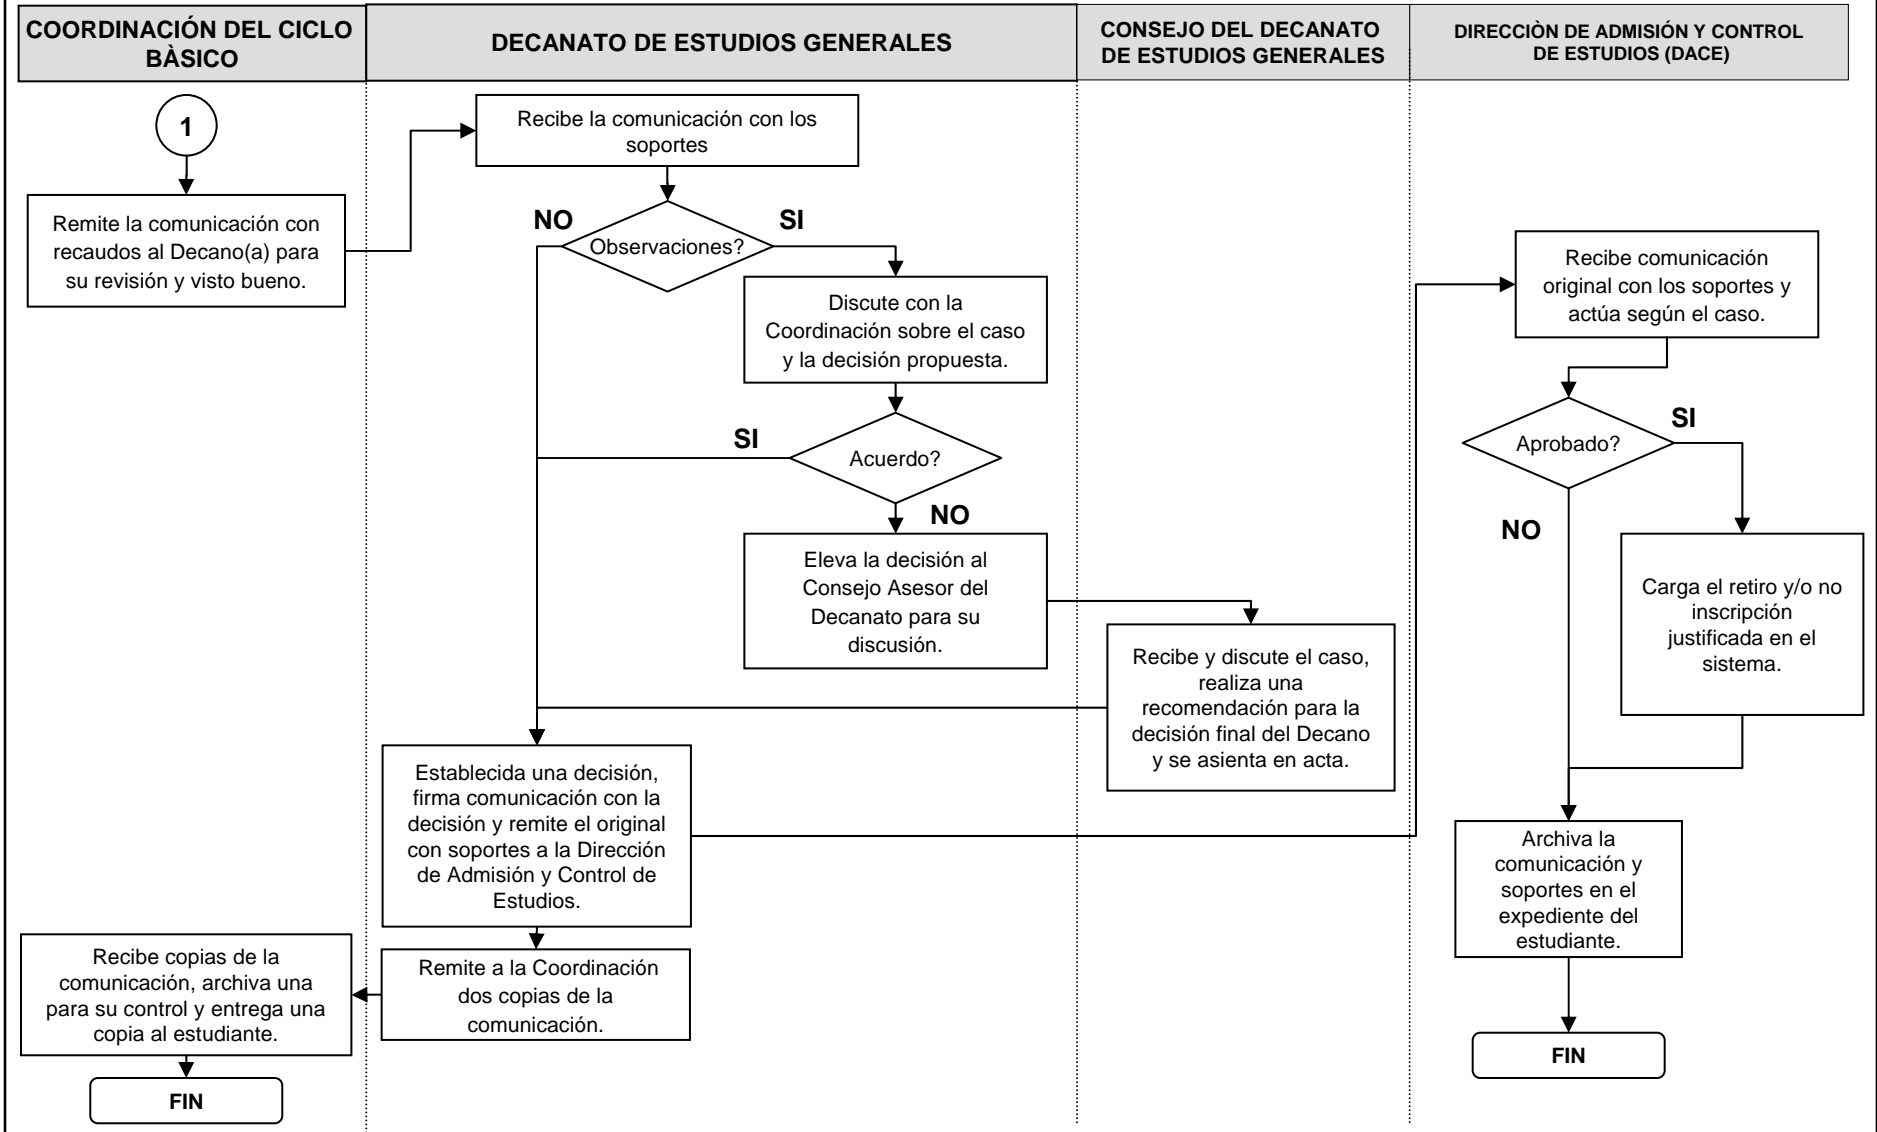 COORDINACIÓN DEL CICLO
BÀSICO
DECANATO DE ESTUDIOS GENERALES
CONSEJO DEL DECANATO
DE ESTUDIOS GENERALES
DIRECCIÒN DE ADMISIÓN Y CONTROL
DE ESTUDIOS (DACE)
1
Remite la comunicación con
recaudos al Decano(a) para
su revisión y visto bueno.
Recibe la comunicación con los
soportes
NO
SI
Observaciones?
Discute con la
Coordinación sobre el caso
y la decisión propuesta.
SI
Acuerdo?
NO
Eleva la decisión al
Consejo Asesor del
Decanato para su
discusión.
Recibe y discute el caso,
realiza una
recomendación para la
decisión final del Decano
y se asienta en acta.
Establecida una decisión,
firma comunicación con la
decisión y remite el original
con soportes a la Dirección
de Admisión y Control de
Estudios.
Remite a la Coordinación
dos copias de la
comunicación.
Recibe copias de la
comunicación, archiva una
para su control y entrega una
copia al estudiante.
FIN
Recibe comunicación
original con los soportes y
actúa según el caso.
Aprobado?
SI
NO
Carga el retiro y/o no
inscripción
justificada en el
sistema.
Archiva la
comunicación y
soportes en el
expediente del
estudiante.
FIN